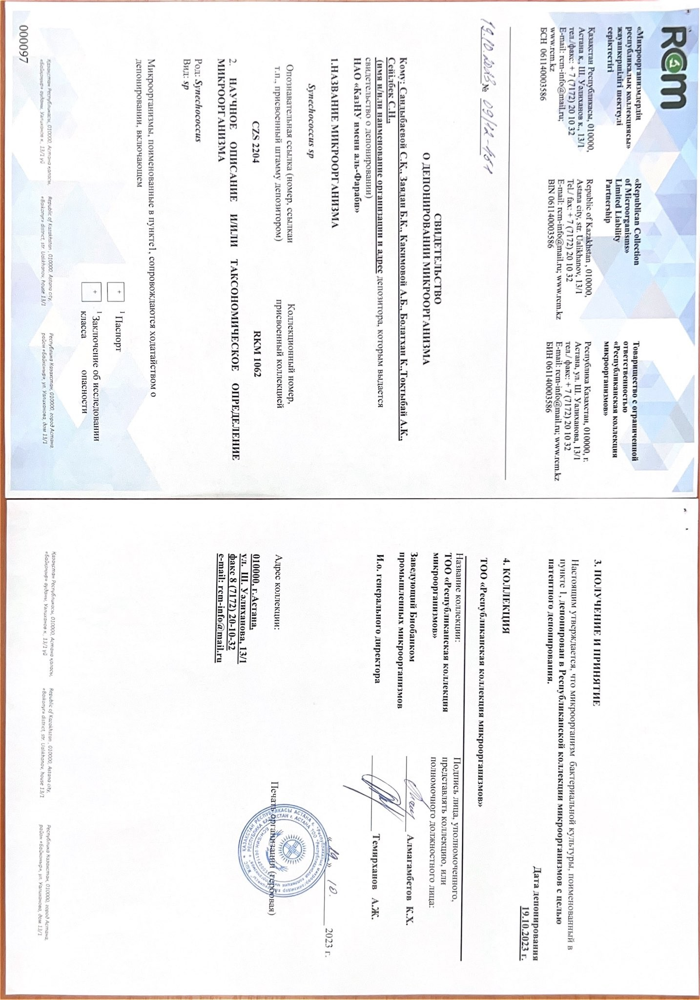 RCM
«Микроорганизмдердің
республикалық коллекциясы»
жауапкершілігі шектеулі
серіктестігі
Қазақстан Республикасы, 010000,
Астана қ., Ш. Уәлиханов к., 13/1
тел./факс: + 7 (7172) 20 10 32
E-mail: rcm-info@mail.ru;
www.rcm.kz
БСН 061140003586
«Republican Collection
of Microorganisms»
Limited Liability
Partnership
Republic of Kazakhstan , 010000,
Astana city, str. Ualikhanov, 13/1
Tel./ fax: + 7 (7172) 20 10 32
E-mail: rcm-info@mail.ru; www.rcm.kz
BIN 061140003586
Товарищество с ограниченной
ответственностью
«Республиканская коллекция
микроорганизмов»
Республика Казахстан, 010000, г.
Астана, ул. Ш. Уалиханова, 13/1
тел./ факс: + 7 (7172) 20 10 32
E-mail: rcm-info@mail.ru; www.rcm.kz
БИН 061140003586
19.10.2023 № 09/12-151
СВИДЕТЕЛЬСТВО
О ДЕПОНИРОВАНИИ МИКРООРГАНИЗМА
Кому: Сандыбаевой С.К., Заядан Б.К., Какимовой А.Б., Болатхан К.,Токтыбай А.К.,
Сейілбек С.Н.,
(имя и/или наименование организации и адрес депозитора, которым выдается
свидетельство о депонировании)
НАО «КазНУ имени аль-Фараби»
1.НАЗВАНИЕ МИКРООРГАНИЗМА
Synechococcus sp
Опознавательная ссылка (номер, ссылкаи
т.п., присвоенный штамму депозитором)
Коллекционный номер,
присвоенный коллекцией
CZS 2204
RKM 1062
2. НАУЧНОЕ ОПИСАНИЕ И/ИЛИ ТАКСОНОМИЧЕСКОЕ ОПРЕДЕЛЕНИЕ
МИКРООРГАНИЗМА
Род: Synechococcus
Вид: sp
Микроорганизмы, поименованные в пункте1, сопровождаются ходатайством о
депонировании, включающем
+
1 Паспорт
+
1 Заключение об исследовании
класса опасности
Қазақстан Республикасы, 010000, Астана қаласы,
«Байқоңыр» ауданы, Уәлиханов к., 13/1 үй
Republic of Kazakhstan , 010000, Astana city,
«Baikonyr» district, str. Ualikhanov, house 13/1
Республика Казахстан, 010000, город Астана,
район «Байконыр», ул. Уалиханова, дом 13/1
000097
3. ПОЛУЧЕНИЕ И ПРИНЯТИЕ
Настоящим утверждается, что микроорганизм бактериальной культуры, поименованный в
пункте 1, депонирован в Республиканской коллекции микроорганизмов с целью
патентного депонирования.
Дата депонирования
19.10.2023 г.
4. КОЛЛЕКЦИЯ
ТОО «Республиканская коллекция микроорганизмов»
Название коллекции:
ТОО «Республиканская коллекция
микроорганизмов»
Подпись лица, уполномоченного,
представлять коллекцию, или
полномочного должностного лица:
Заведующий Биобанком
промышленных микроорганизмов
Алмагамбетов К.Х.
И.о. генерального директора
Темирханов А.Ж.
«19» 10. 2023 г.
Адрес коллекции:
Печать организации (гербовая)
010000, г.Астана,
ул. Ш. Уәлиханова, 13/1
факс 8 (7172) 20-10-32
e-mail: rcm-info@mail.ru
Қазақстан Республикасы, 010000, Астана қаласы,
«Байқоңыр» ауданы, Уәлиханов к., 13/1 үй
Republic of Kazakhstan , 010000, Astana city,
«Baikonyr» district, str. Ualikhanov, house 13/1
Республика Казахстан, 010000, город Астана,
район «Байконыр», ул. Уалиханова, дом 13/1